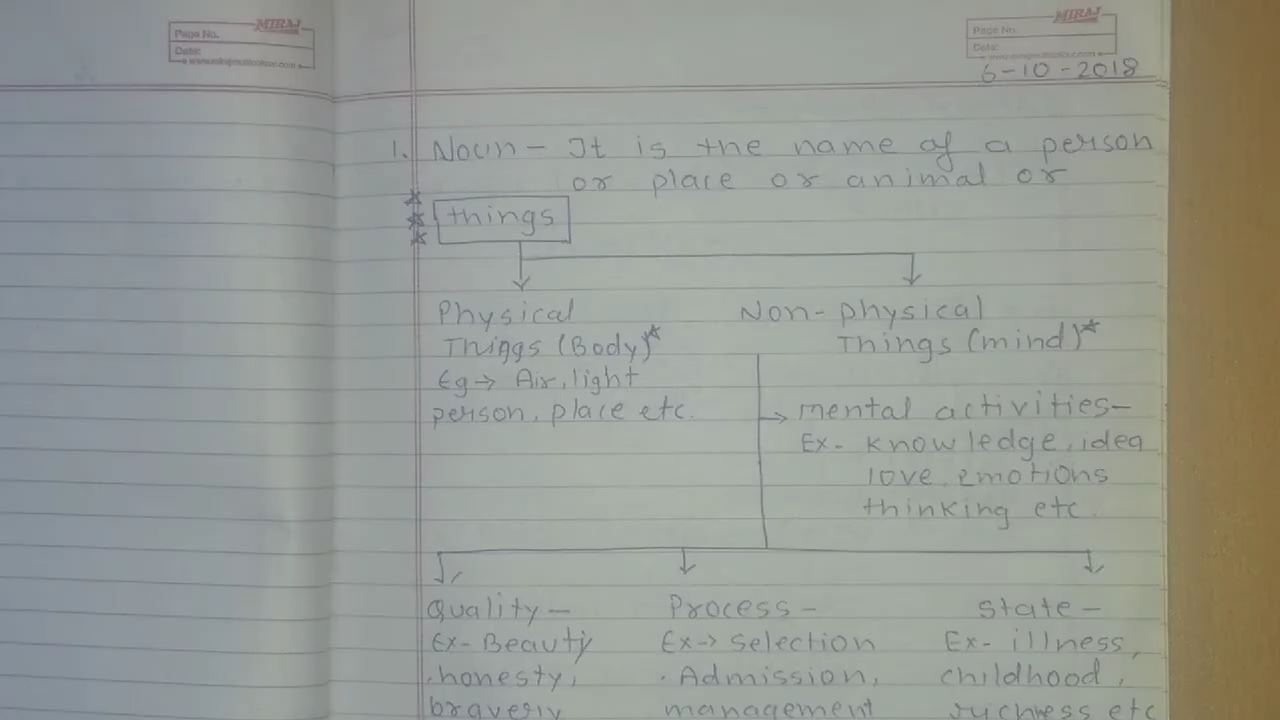 MIRAJ
Page No.
Date:
MIRAJ
Page No.
Date:
6-10-2018
1. Noun - It is the name of a person
or place or animal or
things
Physical
Things (Body)*
Eg → Air, light
person, place etc.
Non-physical
Things (mind)*
→ mental activities-
Ex- knowledge, idea
love, emotions
thinking etc.
Quality -
Ex- Beauty
honesty,
bravery
Process -
Ex → selection
Admission,
management
State -
Ex- illness,
childhood,
richness etc